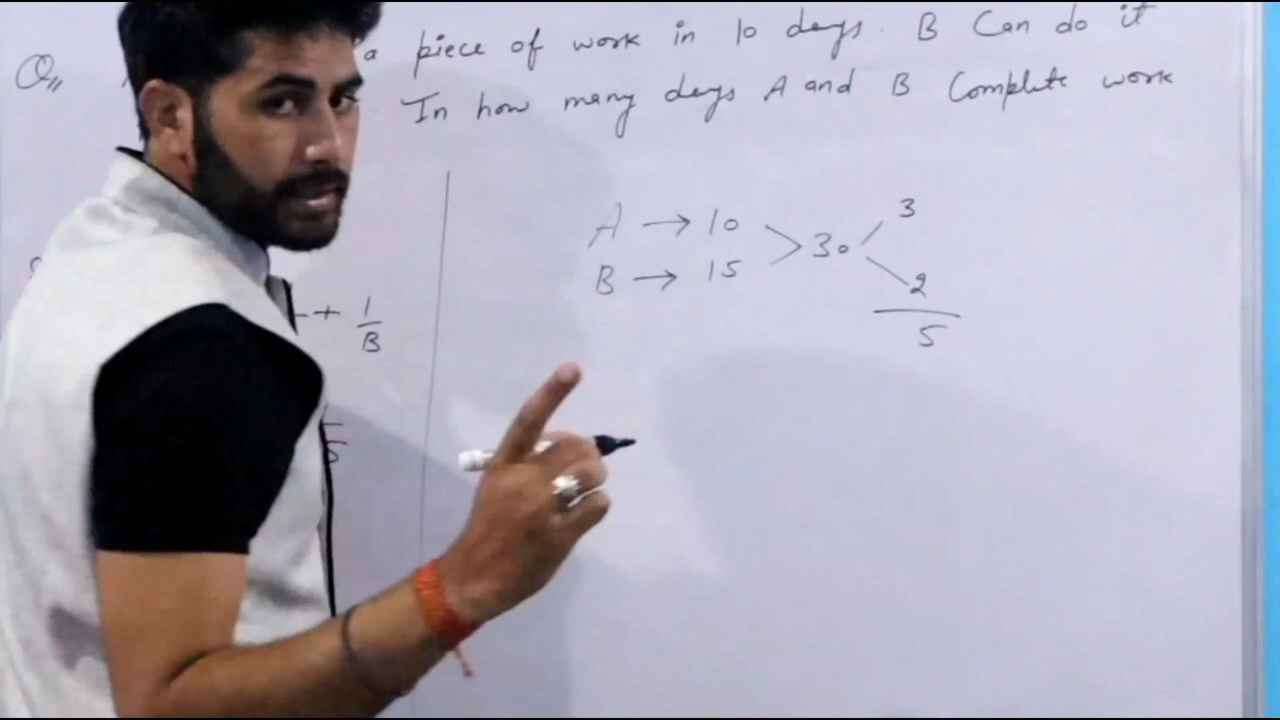 Q,, a piece of work in 10 days. B Can do it
In how many days A and B Complete work
A → 10 > 30 < 3
B → 15 2
5
+ 1/B